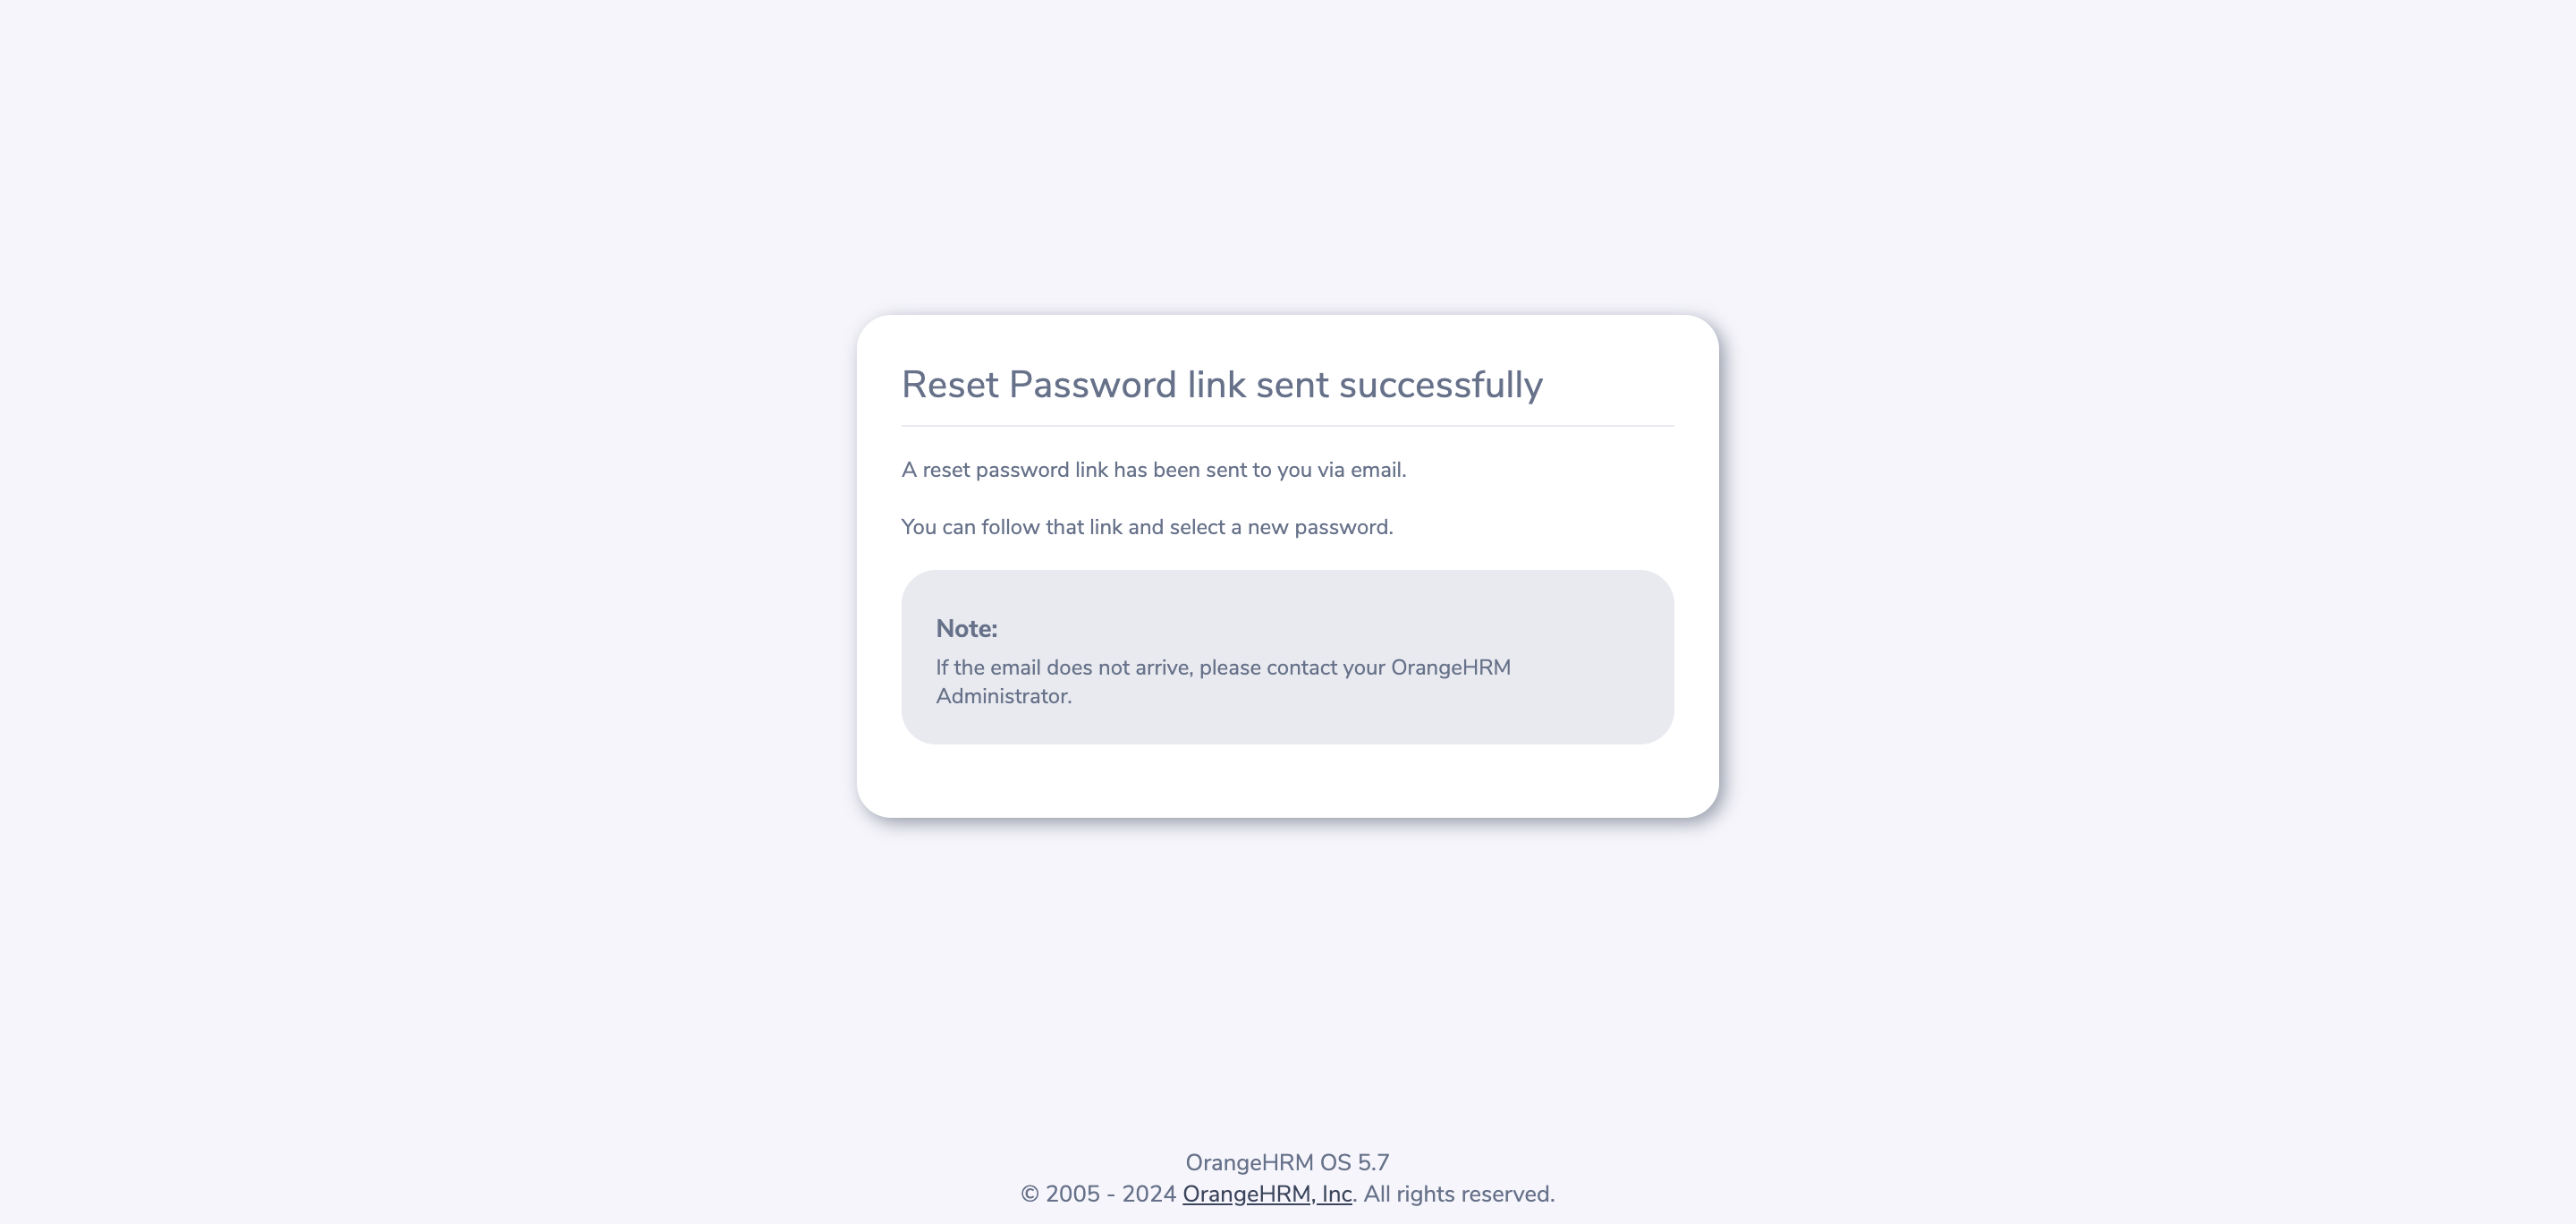 Reset Password link sent successfully
A reset password link has been sent to you via email.
You can follow that link and select a new password.
Note:
If the email does not arrive, please contact your OrangeHRM
Administrator.
OrangeHRM OS 5.7
© 2005 - 2024 OrangeHRM, Inc. All rights reserved.